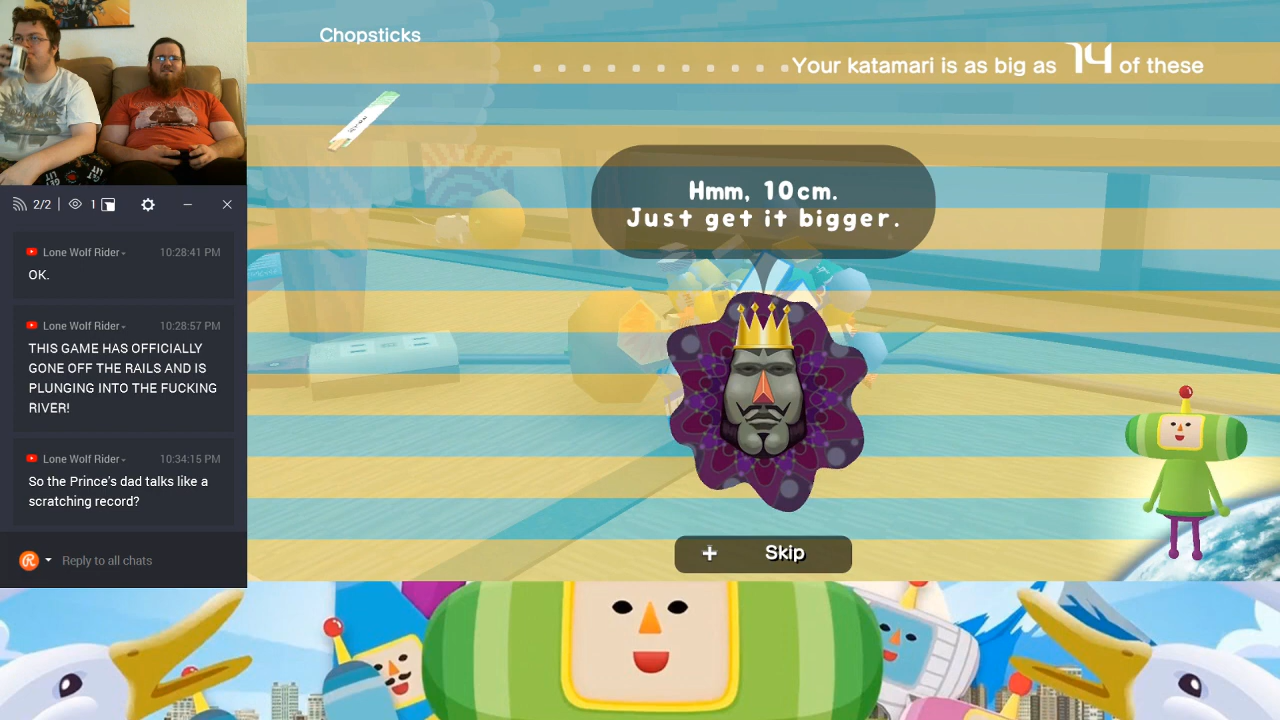 Chopsticks
Your katamari is as big as 14 of these
Hmm, 10cm.
Just get it bigger.
+ Skip
2/2 | 1
Lone Wolf Rider 10:28:41 PM
OK.
Lone Wolf Rider 10:28:57 PM
THIS GAME HAS OFFICIALLY
GONE OFF THE RAILS AND IS
PLUNGING INTO THE FUCKING
RIVER!
Lone Wolf Rider 10:34:15 PM
So the Prince's dad talks like a
scratching record?
Reply to all chats